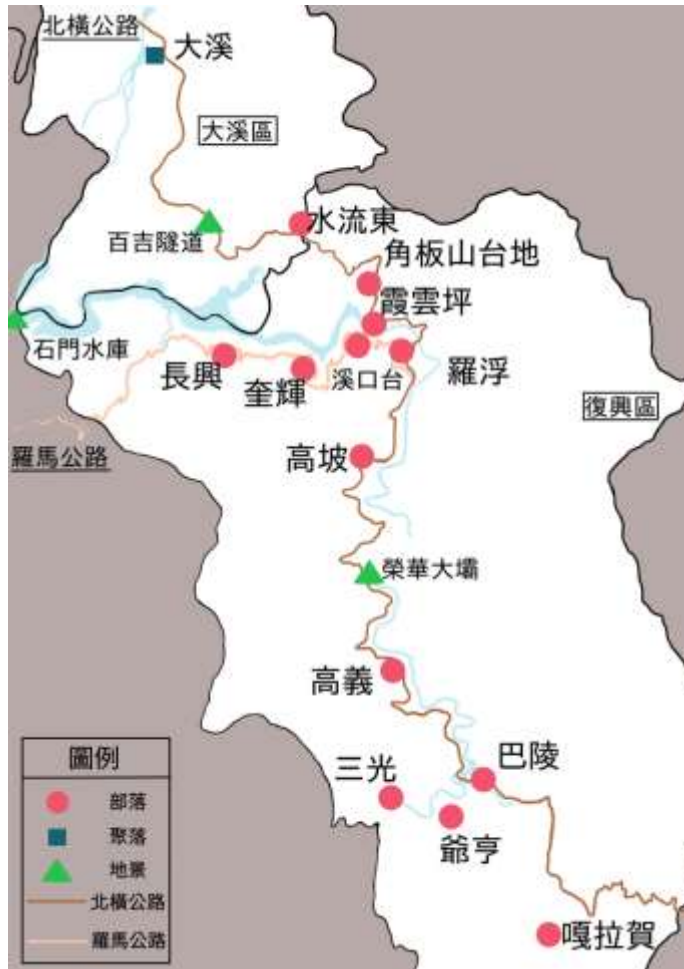 北橫公路
大溪
大溪區
水流東
百吉隧道
角板山台地
霞雲坪
石門水庫
長興
奎輝
溪口台
羅浮
復興區
羅馬公路
高坡
榮華大壩
高義
巴陵
三光
爺亨
嘎拉賀
圖例
部落
聚落
地景
北橫公路
羅馬公路